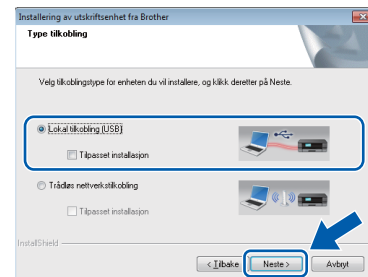 Installering av utskriftsenhet fra Brother
Type tilkobling
Velg tilkoblingstype for enheten du vil installere, og klikk deretter på Neste.
Lokal tilkobling (USB)
Tilpasset installasjon
Trådløs nettverkstilkobling
Tilpasset installasjon
InstallShield
< Tilbake Neste > Avbryt